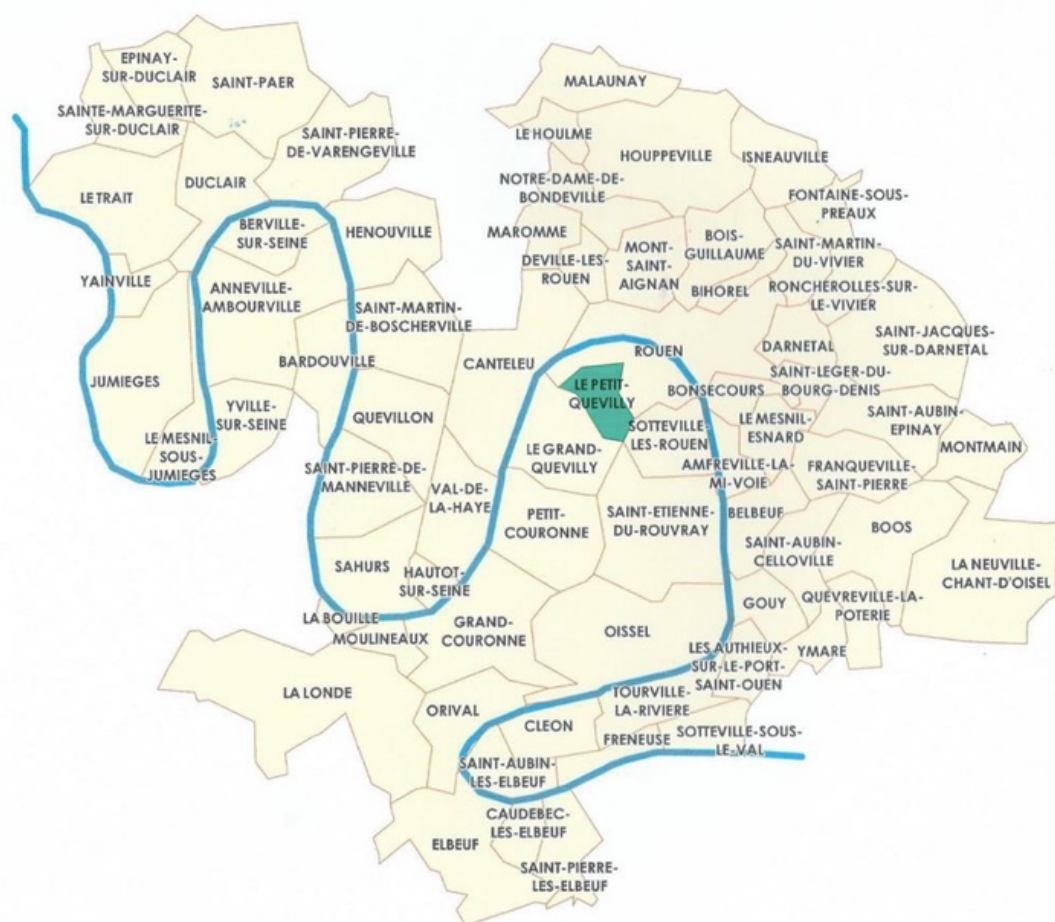 EPINAY-
SUR-DUCLAIR
SAINT-PAER
MALAUNAY
SAINTE-MARGUERITE-
SUR-DUCLAIR
SAINT-PIERRE-
DE-VARENGEVILLE
LE HOULME
HOUPPEVILLE
ISNEAUVILLE
LE TRAIT
DUCLAIR
NOTRE-DAME-DE-
BONDEVILLE
FONTAINE-SOUS-
PREAUX
BERVILLE-
SUR-SEINE
HENOUVILLE
MAROMME
DEVILLE-LES-
ROUEN
MONT-
SAINT-
AIGNAN
BOIS-
GUILLAUME
SAINT-MARTIN-
DU-VIVIER
YAINVILLE
ANNEVILLE-
AMBOURVILLE
BIHOREL
RONCHEROLLES-SUR-
LE-VIVIER
SAINT-MARTIN-
DE-BOSCHERVILLE
BARDOUVILLE
CANTELEU
ROUEN
DARNETAL
SAINT-JACQUES-
SUR-DARNETAL
JUMIEGES
LE PETIT-
QUEVILLY
BONSECOURS
SAINT-LEGER-DU-
BOURG-DENIS
YVILLE-
SUR-SEINE
QUEVILLON
SOTTEVILLE-
LES-ROUEN
LE MESNIL-
ESNARD
SAINT-AUBIN-
EPINAY
MONTMAIN
LE MESNIL-
SOUS-
JUMIEGES
SAINT-PIERRE-DE-
MANNEVILLE
VAL-DE-
LA-HAYE
LE GRAND-
QUEVILLY
AMFREVILLE-LA-
MI-VOIE
FRANQUEVILLE-
SAINT-PIERRE
PETIT-
COURONNE
SAINT-ETIENNE-
DU-ROUVRAY
BELBEUF
BOOS
SAHURS
HAUTOT-
SUR-SEINE
SAINT-AUBIN-
CELLOVILLE
LA NEUVILLE-
CHANT-D'OISEL
LA BOUILLE
MOULINEAUX
GRAND-
COURONNE
OISSEL
GOUY
QUEVREVILLE-LA-
POTERIE
LES AUTHIEUX-
SUR-LE-PORT-
SAINT-OUEN
YMARE
LA LONDE
ORIVAL
CLEON
TOURVILLE-
LA-RIVIERE
FRENEUSE
SOTTEVILLE-SOUS-
LE-VAL
SAINT-AUBIN-
LES-ELBEUF
ELBEUF
CAUDEBEC-
LES-ELBEUF
SAINT-PIERRE-
LES-ELBEUF